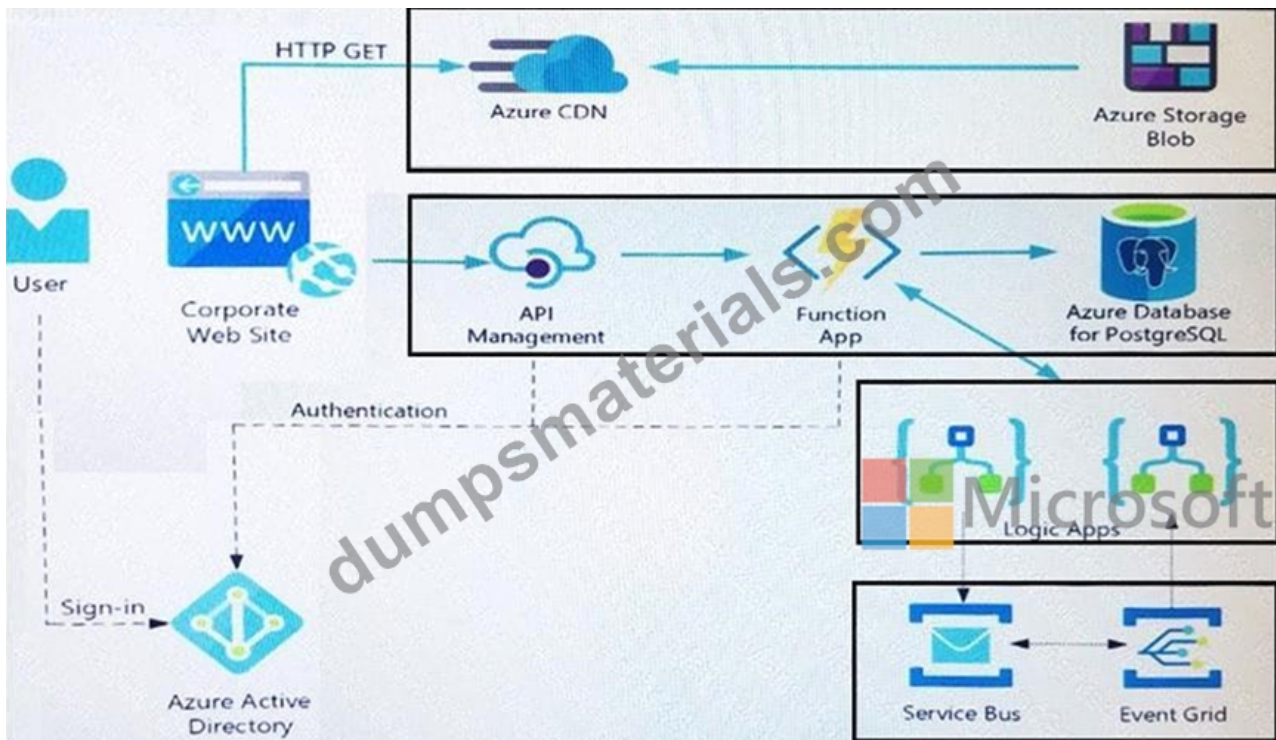 HTTP GET
Azure CDN
Azure Storage
Blob
User
WWW
Corporate
Web Site
API
Management
Function
App
Azure Database
for PostgreSQL
Authentication
Logic Apps
Microsoft
dumpsmaterials.com
Sign-in
Azure Active
Directory
Service Bus
Event Grid